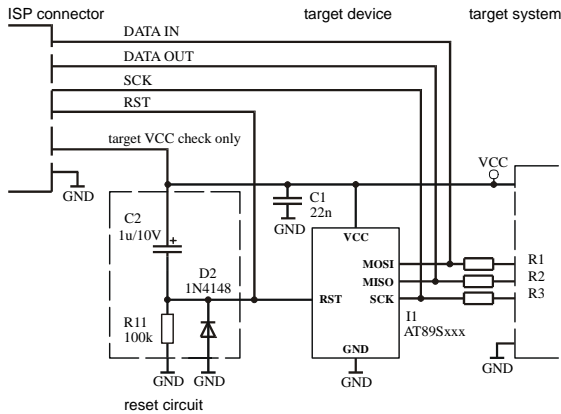 ISP connector
target device
target system
DATA IN
DATA OUT
SCK
RST
target VCC check only
GND
VCC
C2
1u/10V
+
C1
22n
GND
VCC
D2
1N4148
RST
MOSI
MISO
SCK
R1
R2
R3
I1
AT89Sxxx
R11
100k
GND
GND
GND
GND
GND
reset circuit